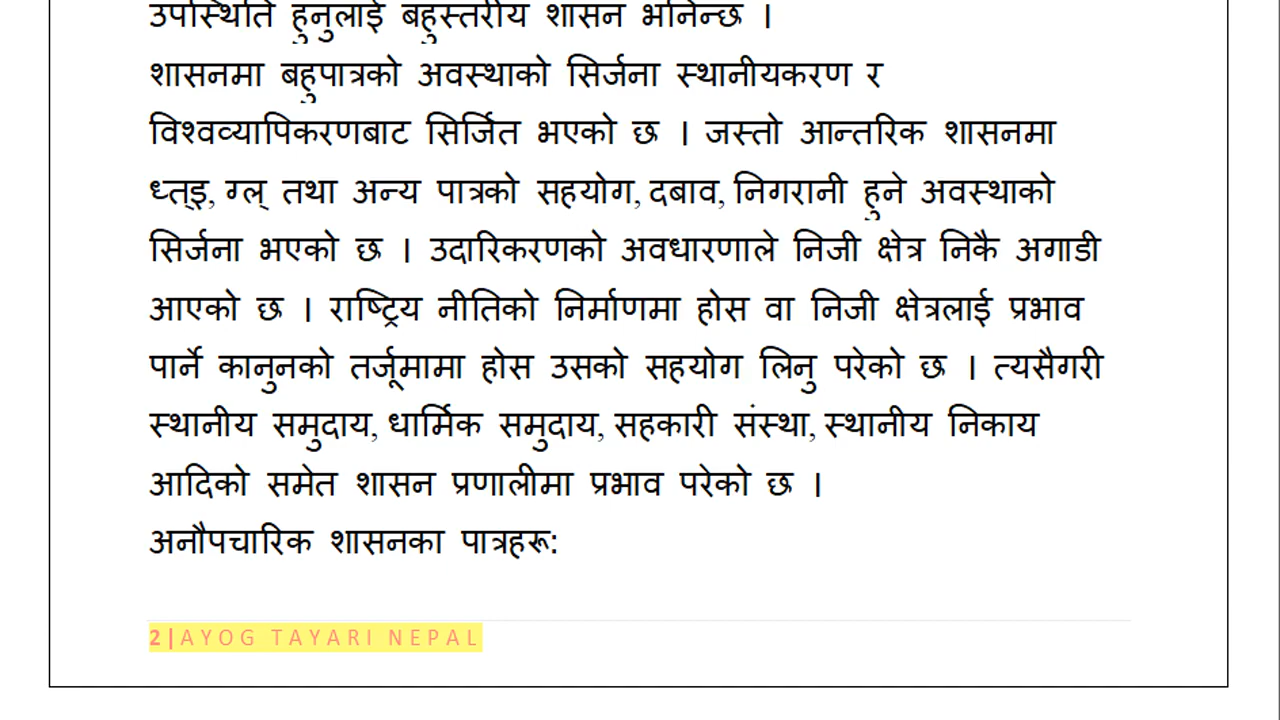 उपस्थिति हुनुलाई बहुस्तरीय शासन भनिन्छ ।
शासनमा बहुपात्रको अवस्थाको सिर्जना स्थानीयकरण र
विश्वव्यापिकरणबाट सिर्जित भएको छ । जस्तो आन्तरिक शासनमा
ध्त्इ, ग्ल् तथा अन्य पात्रको सहयोग, दबाव, निगरानी हुने अवस्थाको
सिर्जना भएको छ । उदारिकरणको अवधारणाले निजी क्षेत्र निकै अगाडी
आएको छ । राष्ट्रिय नीतिको निर्माणमा होस वा निजी क्षेत्रलाई प्रभाव
पार्ने कानुनको तर्जूमामा होस उसको सहयोग लिनु परेको छ । त्यसैगरी
स्थानीय समुदाय, धार्मिक समुदाय, सहकारी संस्था, स्थानीय निकाय
आदिको समेत शासन प्रणालीमा प्रभाव परेको छ ।
अनौपचारिक शासनका पात्रहरू:
2|AYOG TAYARI NEPAL